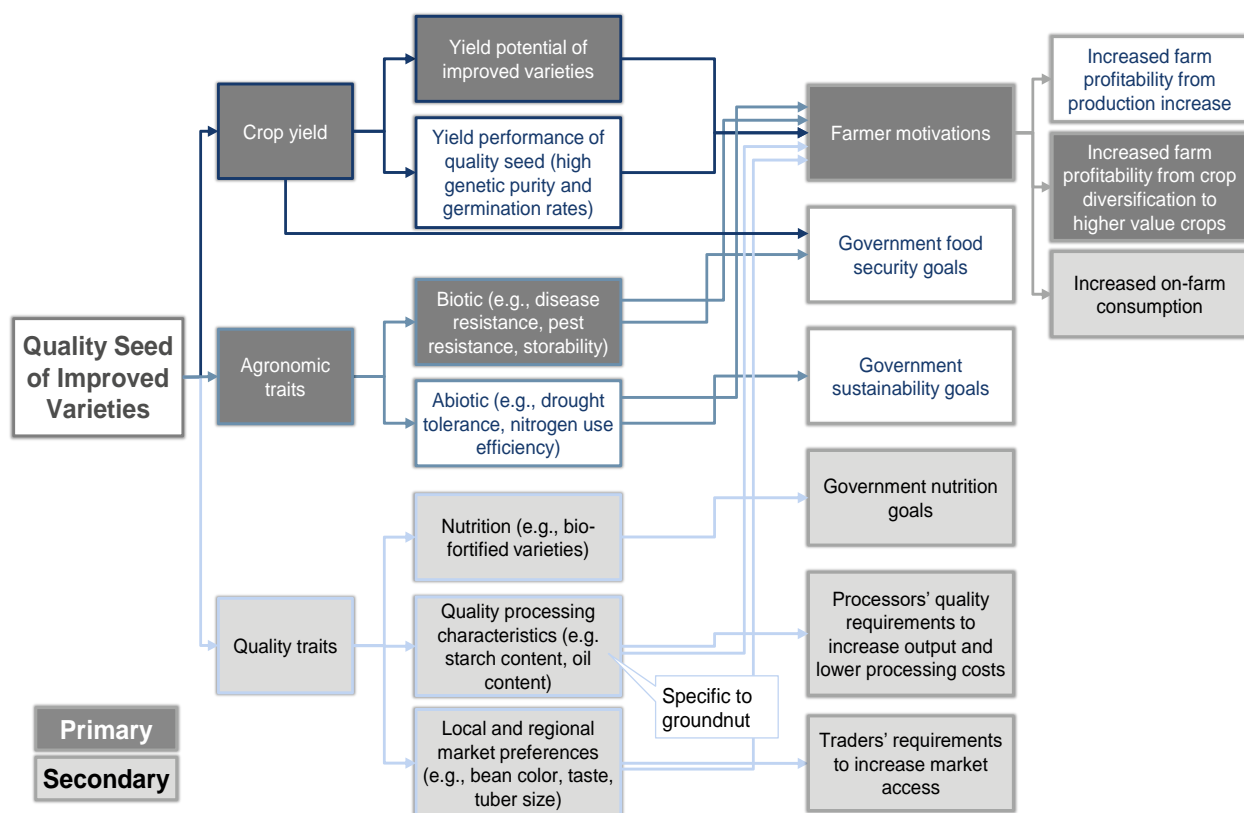 Quality Seed
of Improved
Varieties
Crop yield
Agronomic
traits
Quality traits
Yield potential of
improved varieties
Yield performance of
quality seed (high
genetic purity and
germination rates)
Biotic (e.g., disease
resistance, pest
resistance, storability)
Abiotic (e.g., drought
tolerance, nitrogen use
efficiency)
Nutrition (e.g., bio-
fortified varieties)
Quality processing
characteristics (e.g.
starch content, oil
content)
Specific to
groundnut
Local and regional
market preferences
(e.g., bean color, taste,
tuber size)
Farmer motivations
Government food
security goals
Government
sustainability goals
Government nutrition
goals
Processors’ quality
requirements to
increase output and
lower processing costs
Traders’ requirements
to increase market
access
Increased farm
profitability from
production increase
Increased farm
profitability from crop
diversification to
higher value crops
Increased on-farm
consumption
Primary
Secondary